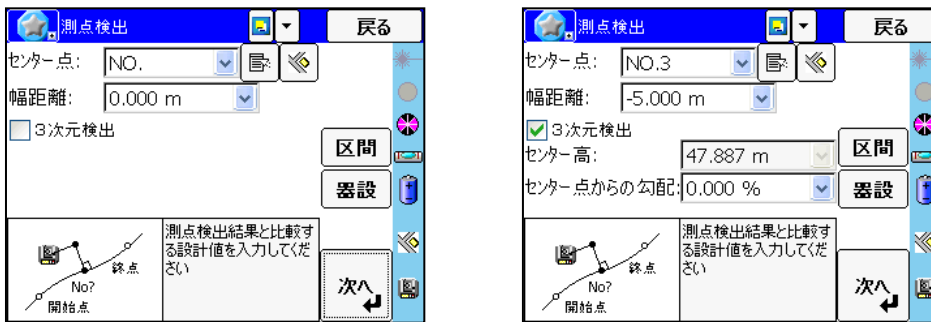 測点検出
戻る
センター点: NO.
幅距離: 0.000 m
3次元検出
区間
器設
測点検出結果と比較す
る設計値を入力してくだ
さい
終点
No?
開始点
次へ
測点検出
戻る
センター点: NO.3
幅距離: -5.000 m
3次元検出
センター高: 47.887 m
区間
センター点からの勾配: 0.000 %
器設
測点検出結果と比較す
る設計値を入力してくだ
さい
終点
No?
開始点
次へ